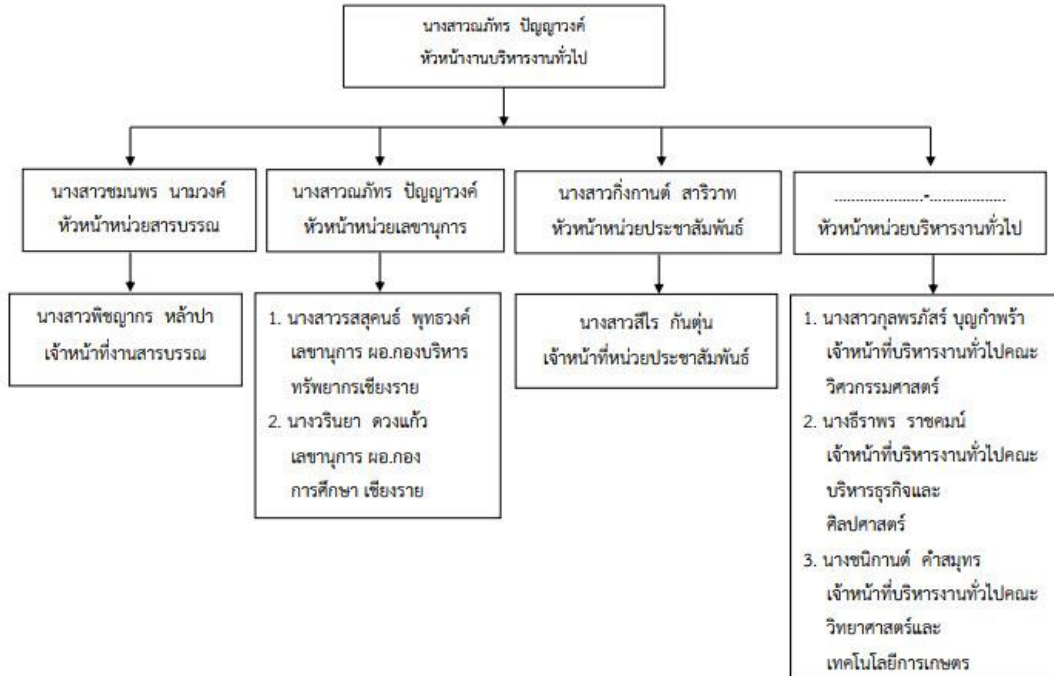 นางสาวณภัทร ปัญญาวงค์
หัวหน้างานบริหารงานทั่วไป
นางสาวชมนพร นามวงค์
หัวหน้าหน่วยสารบรรณ
นางสาวณภัทร ปัญญาวงค์
หัวหน้าหน่วยเลขานุการ
นางสาวกิ่งกานต์ สาริวาท
หัวหน้าหน่วยประชาสัมพันธ์
......................-..................
หัวหน้าหน่วยบริหารงานทั่วไป
นางสาวพิชญากร หล้าปา
เจ้าหน้าที่งานสารบรรณ
1. นางสาวรสสุคนธ์ พุทธวงค์
เลขานุการ ผอ.กองบริหาร
ทรัพยากรเชียงราย
2. นางวรินยา ดวงแก้ว
เลขานุการ ผอ.กอง
การศึกษา เชียงราย
นางสาวสีไร กันตุ่น
เจ้าหน้าที่หน่วยประชาสัมพันธ์
1. นางสาวกุลพรภัสร์ บุญกำพร้า
เจ้าหน้าที่บริหารงานทั่วไปคณะ
วิศวกรรมศาสตร์
2. นางธีราพร ราชคมน์
เจ้าหน้าที่บริหารงานทั่วไปคณะ
บริหารธุรกิจและ
ศิลปศาสตร์
3. นางชนิกานต์ คำสมุทร
เจ้าหน้าที่บริหารงานทั่วไปคณะ
วิทยาศาสตร์และ
เทคโนโลยีการเกษตร